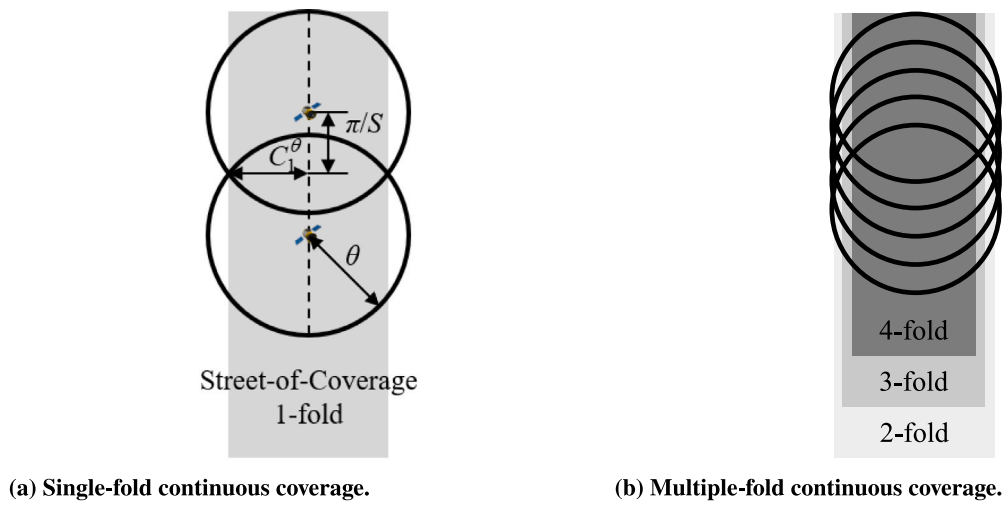 π/S
C₁^θ
θ
Street-of-Coverage
1-fold
4-fold
3-fold
2-fold
(a) Single-fold continuous coverage.
(b) Multiple-fold continuous coverage.